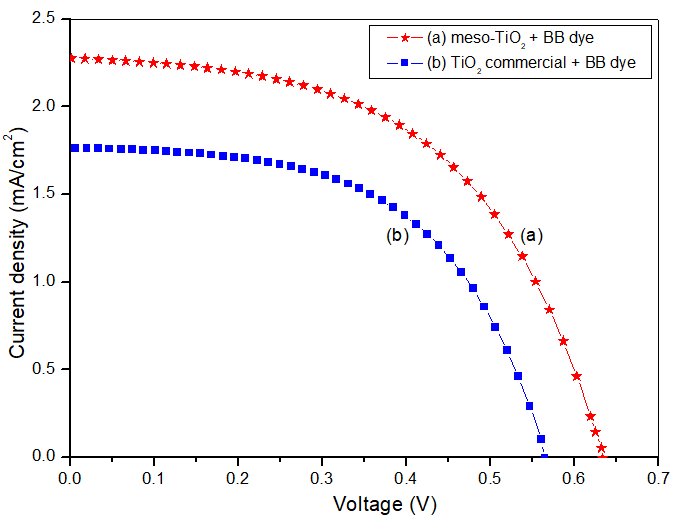 2.5
2.0
1.5
1.0
0.5
0.0
Current density (mA/cm²)
(a) meso-TiO₂ + BB dye
(b) TiO₂ commercial + BB dye
(b)
(a)
0.0 0.1 0.2 0.3 0.4 0.5 0.6 0.7
Voltage (V)